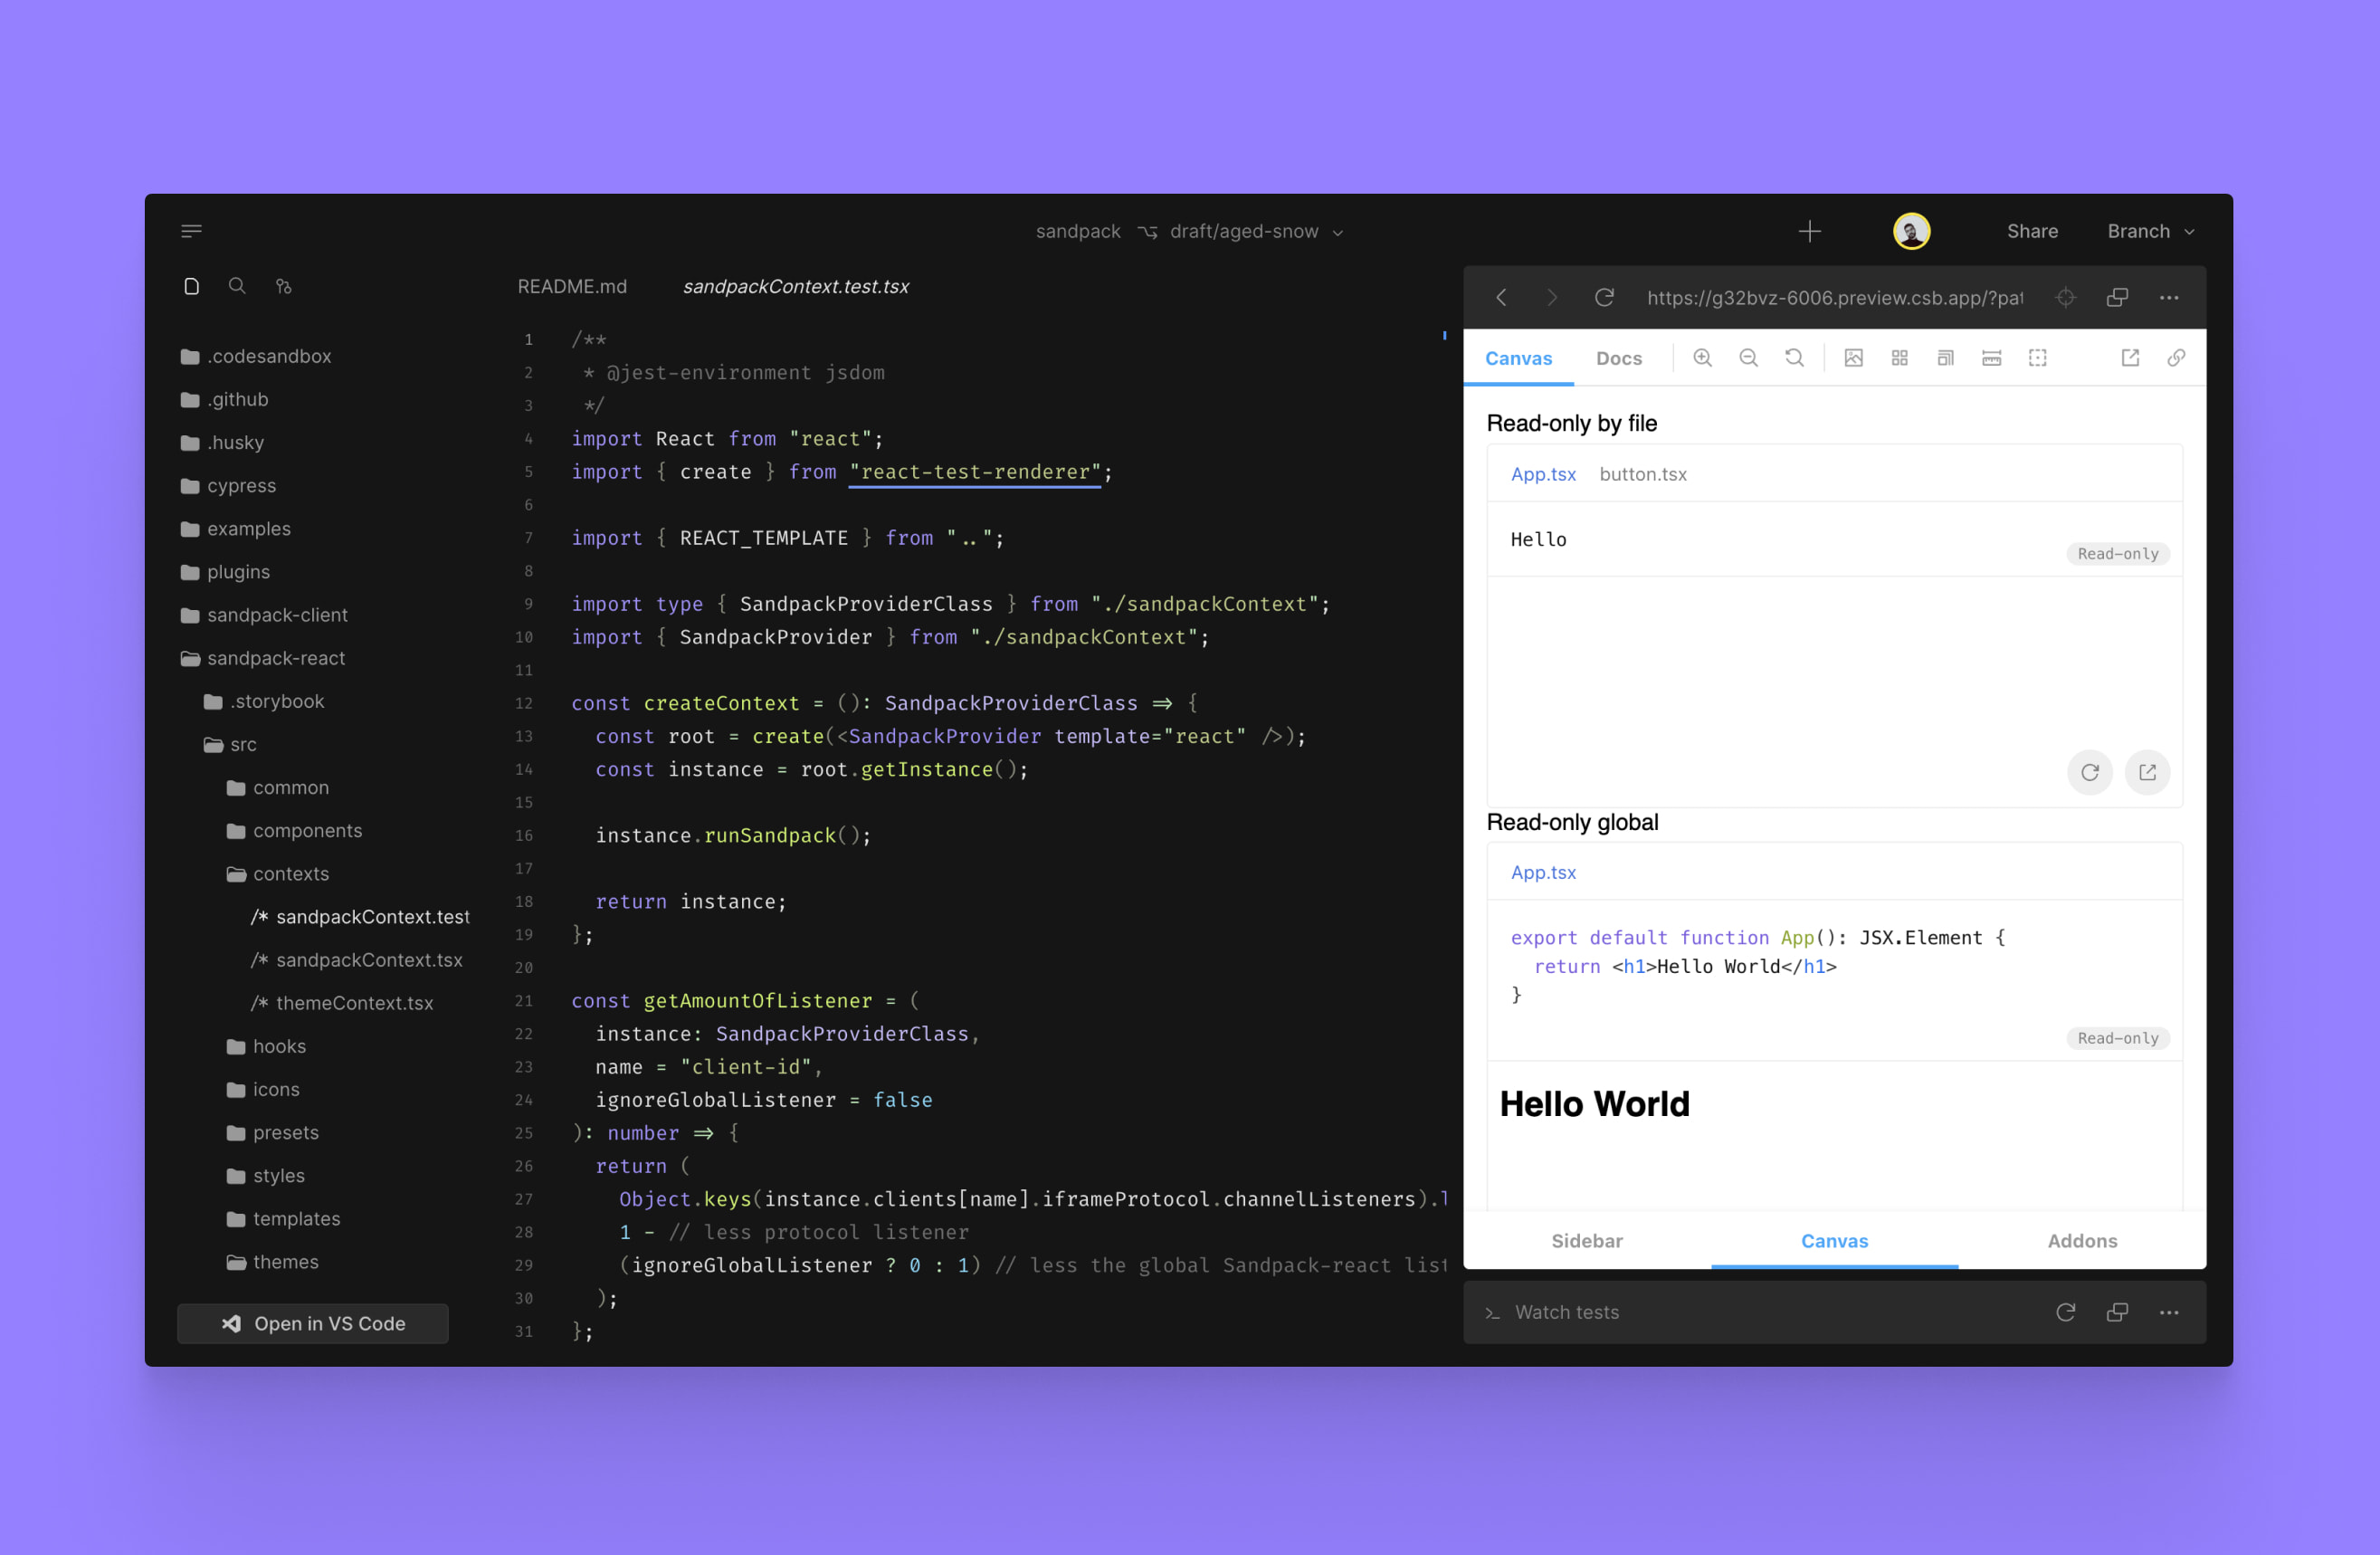 sandpack draft/aged-snow
Share
Branch
.codesandbox
.github
.husky
cypress
examples
plugins
sandpack-client
sandpack-react
.storybook
src
common
components
contexts
/* sandpackContext.test
/* sandpackContext.tsx
/* themeContext.tsx
hooks
icons
presets
styles
templates
themes
Open in VS Code
README.md
sandpackContext.test.tsx
1 /**
2 * @jest-environment jsdom
3 */
4 import React from "react";
5 import { create } from "react-test-renderer";
6
7 import { REACT_TEMPLATE } from "..";
8
9 import type { SandpackProviderClass } from "./sandpackContext";
10 import { SandpackProvider } from "./sandpackContext";
11
12 const createContext = (): SandpackProviderClass => {
13 const root = create(<SandpackProvider template="react" />);
14 const instance = root.getInstance();
15
16 instance.runSandpack();
17
18 return instance;
19 };
20
21 const getAmountOfListener = (
22 instance: SandpackProviderClass,
23 name = "client-id",
24 ignoreGlobalListener = false
25 ): number => {
26 return (
27 Object.keys(instance.clients[name].iframeProtocol.channelListeners).l
28 1 - // less protocol listener
29 (ignoreGlobalListener ? 0 : 1) // less the global Sandpack-react list
30 );
31 };
https://g32bvz-6006.preview.csb.app/?pat
Canvas
Docs
Read-only by file
App.tsx button.tsx
Hello
Read-only
Read-only global
App.tsx
export default function App(): JSX.Element {
return <h1>Hello World</h1>
}
Read-only
Hello World
Sidebar
Canvas
Addons
Watch tests